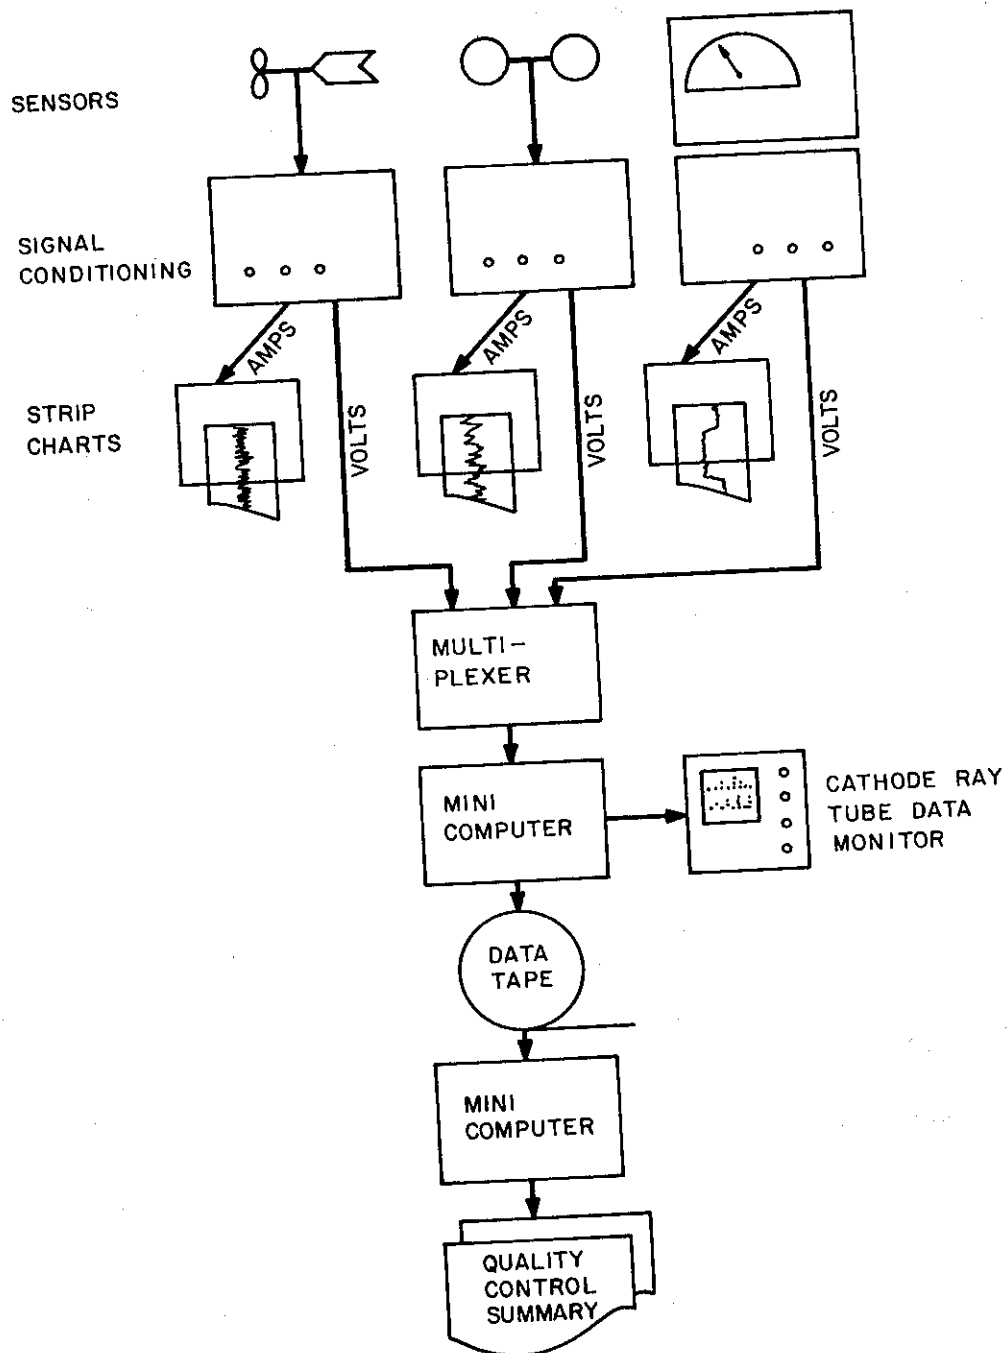 SENSORS
SIGNAL
CONDITIONING
AMPS
AMPS
AMPS
STRIP
CHARTS
VOLTS
VOLTS
VOLTS
MULTI-
PLEXER
MINI
COMPUTER
CATHODE RAY
TUBE DATA
MONITOR
DATA
TAPE
MINI
COMPUTER
QUALITY
CONTROL
SUMMARY